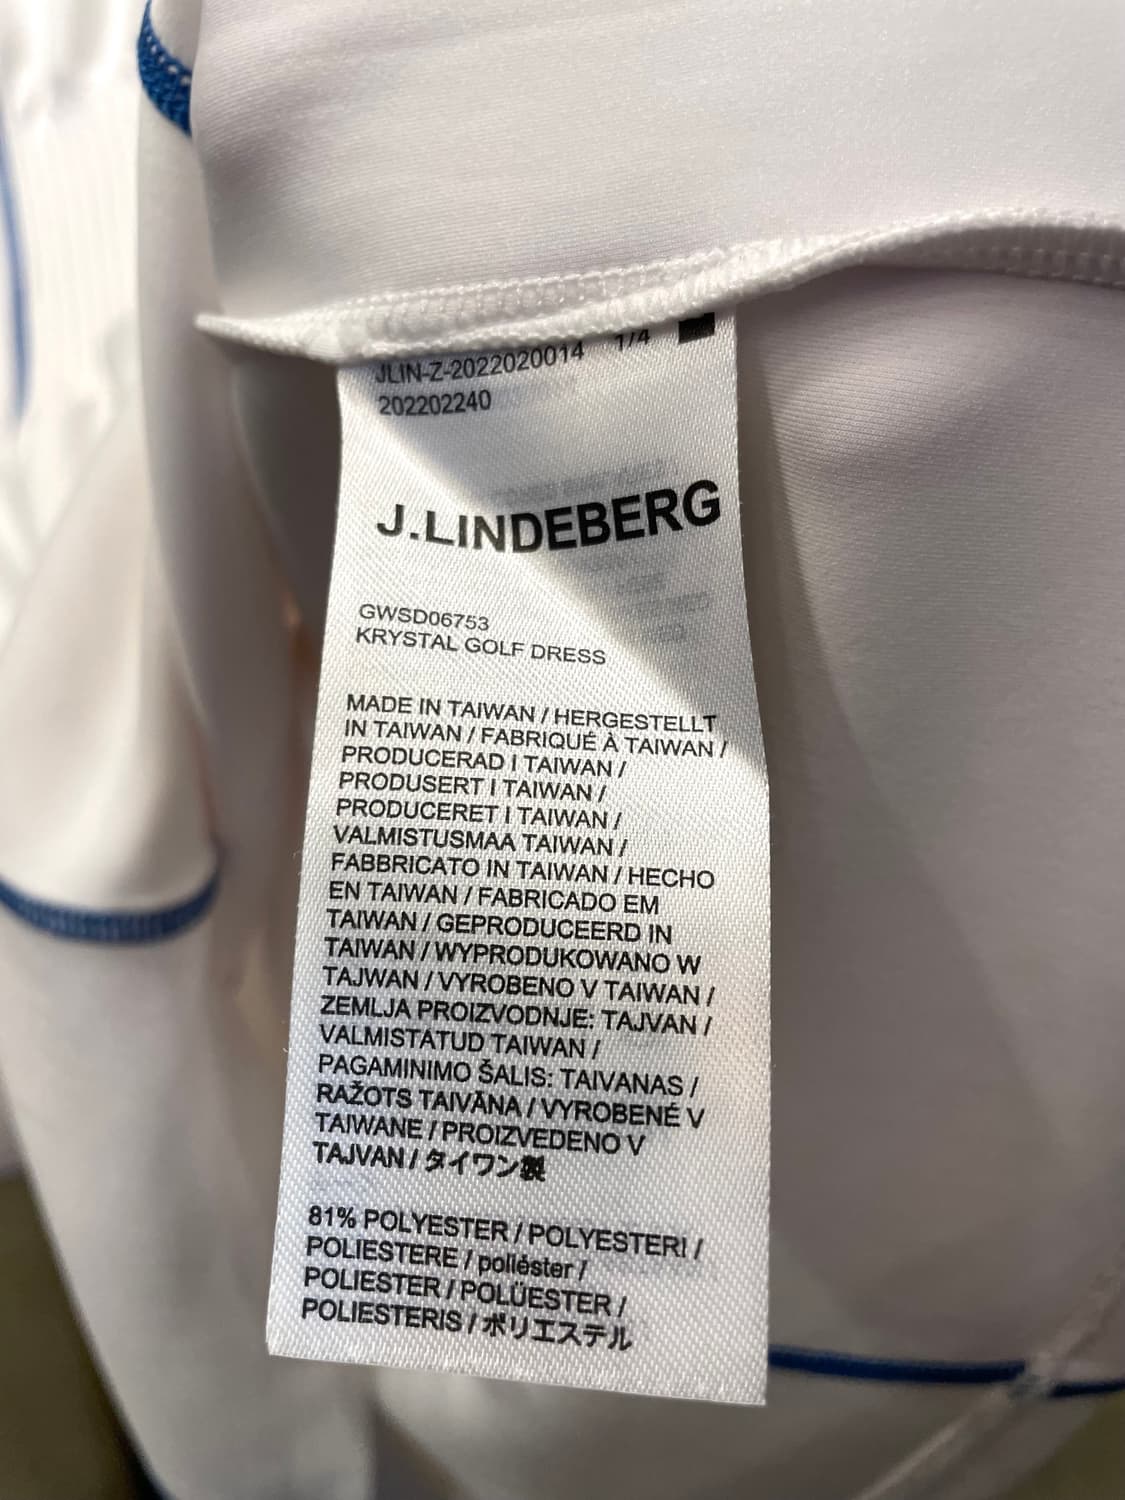 JLIN-Z-2022020014 1/4
202202240
J.LINDEBERG
GWSD06753
KRYSTAL GOLF DRESS
MADE IN TAIWAN / HERGESTELLT
IN TAIWAN / FABRIQUÉ À TAIWAN /
PRODUCERAD I TAIWAN /
PRODUSERT I TAIWAN /
PRODUCERET I TAIWAN /
VALMISTUSMAA TAIWAN /
FABBRICATO IN TAIWAN / HECHO
EN TAIWAN / FABRICADO EM
TAIWAN / GEPRODUCEERD IN
TAIWAN / WYPRODUKOWANO W
TAJWAN / VYROBENO V TAIWAN /
ZEMLJA PROIZVODNJE: TAJVAN /
VALMISTATUD TAIWAN /
PAGAMINIMO ŠALIS: TAIVANAS /
RAŽOTS TAIVĀNA / VYROBENÉ V
TAIWANE / PROIZVEDENO V
TAJVAN / タイワン製
81% POLYESTER / POLYESTERI /
POLIESTERE / poliéster /
POLIESTER / POLÜESTER /
POLIESTERIS / ポリエステル